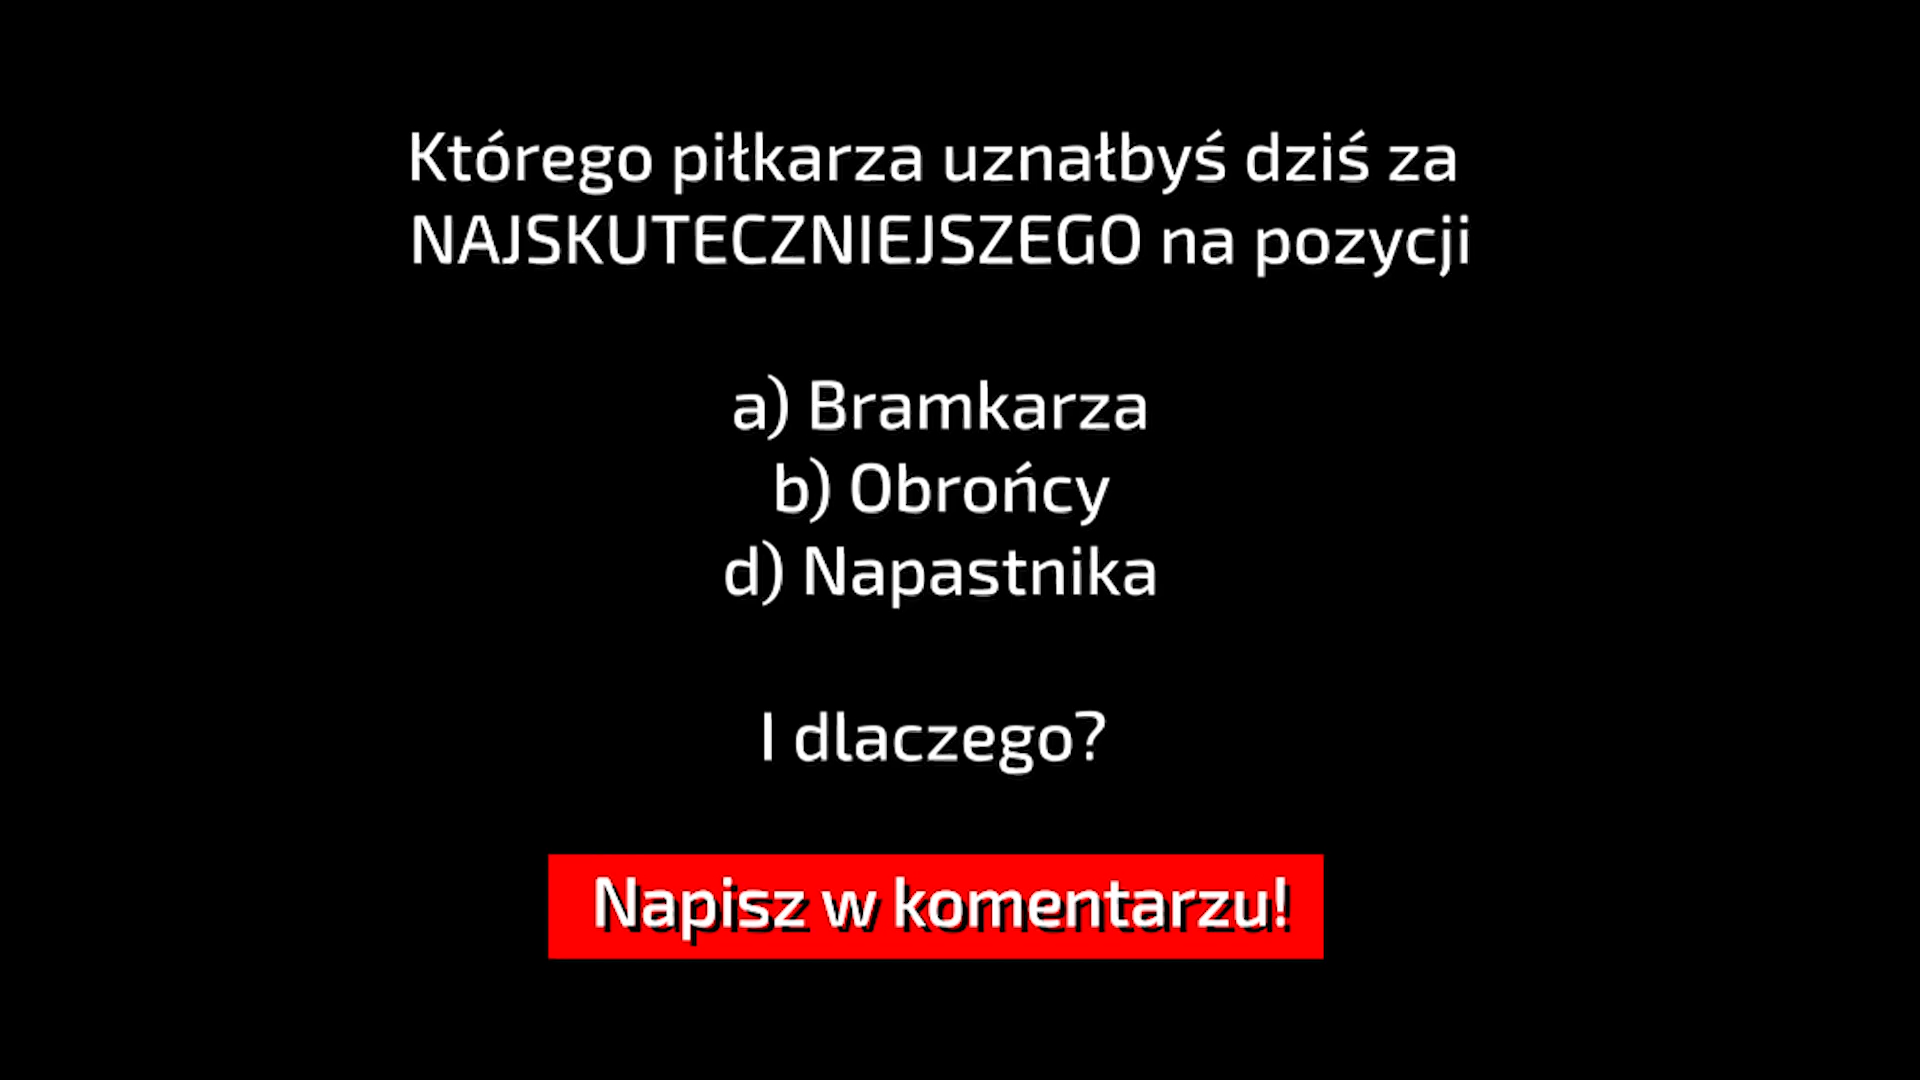 Którego piłkarza uznałbyś dziś za
NAJSKUTECZNIEJSZEGO na pozycji
a) Bramkarza
b) Obrońcy
d) Napastnika
I dlaczego?
Napisz w komentarzu!